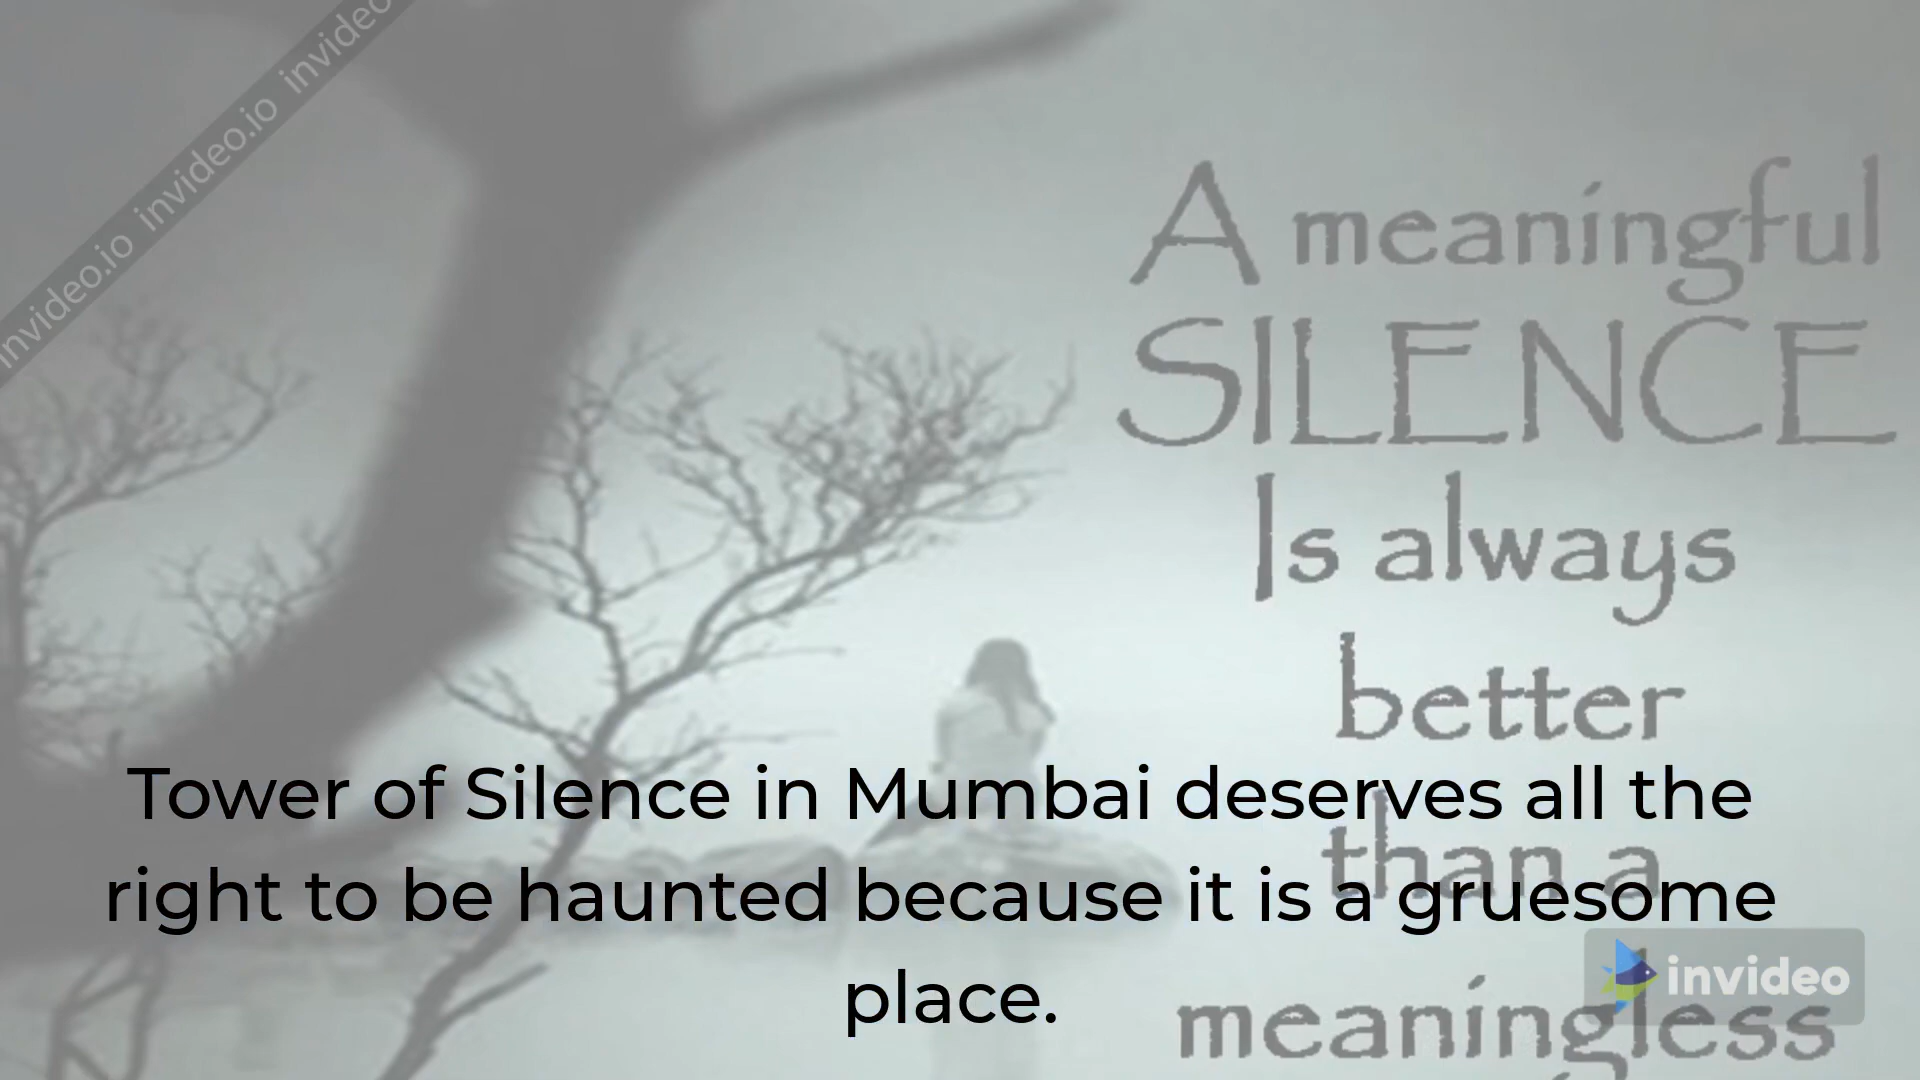 invideo.io invideo.io invideo
A meaningful
SILENCE
Is always
better
than a
meaningless
Tower of Silence in Mumbai deserves all the
right to be haunted because it is a gruesome
place.
invideo